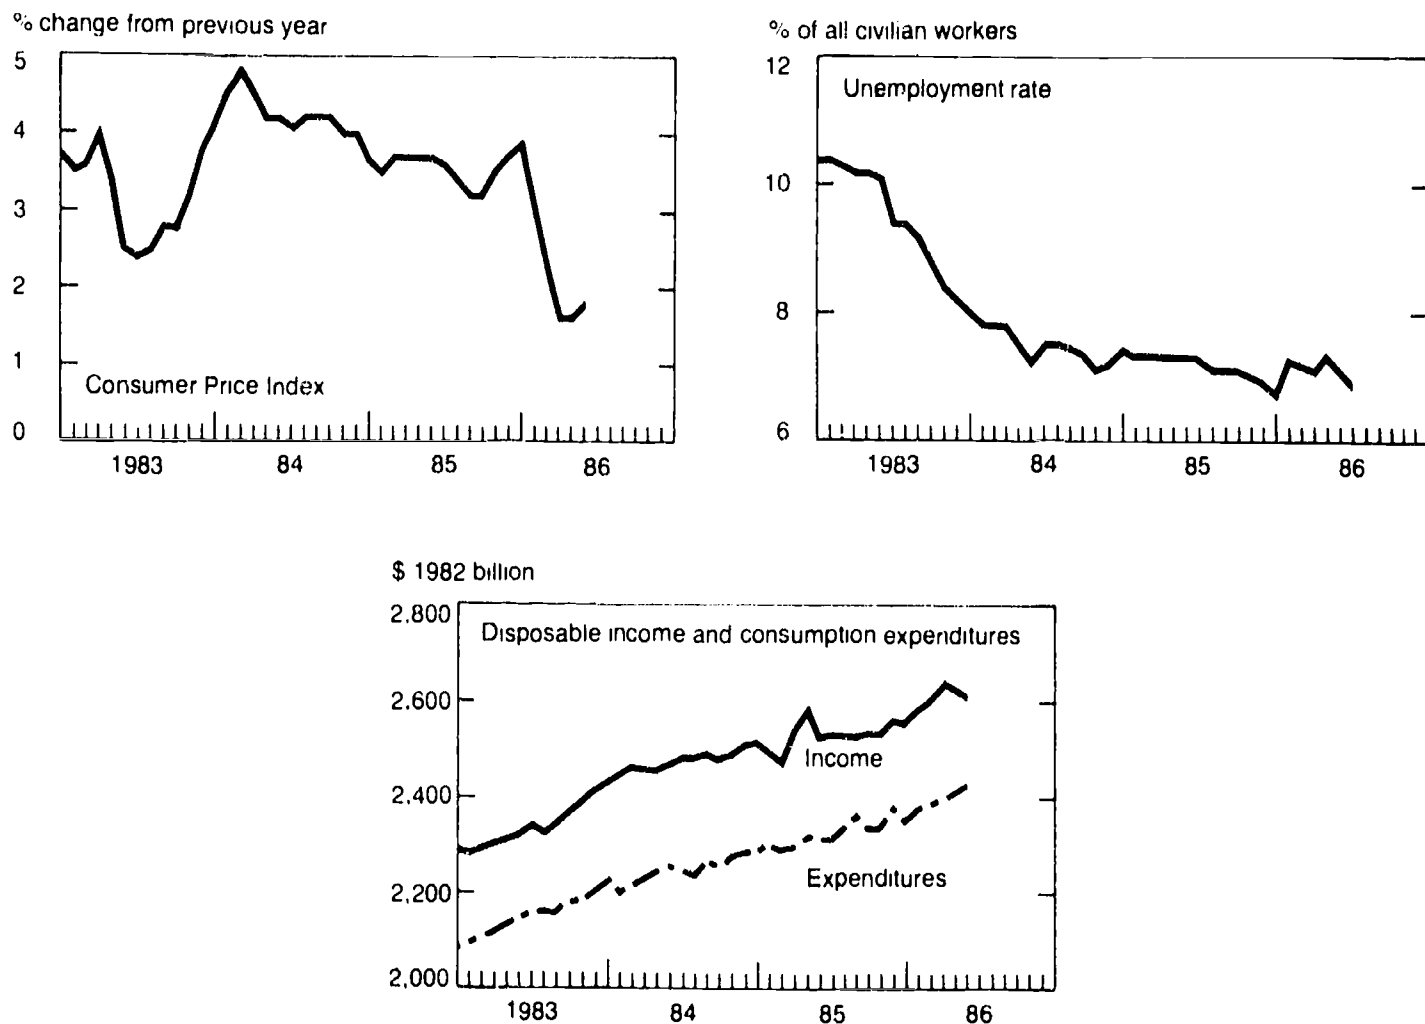 % change from previous year
5
4
3
2
1
0
Consumer Price Index
1983 84 85 86
% of all civilian workers
12
10
8
6
Unemployment rate
1983 84 85 86
$ 1982 billion
2.800
2.600
2,400
2,200
2,000
Disposable income and consumption expenditures
Income
Expenditures
1983 84 85 86